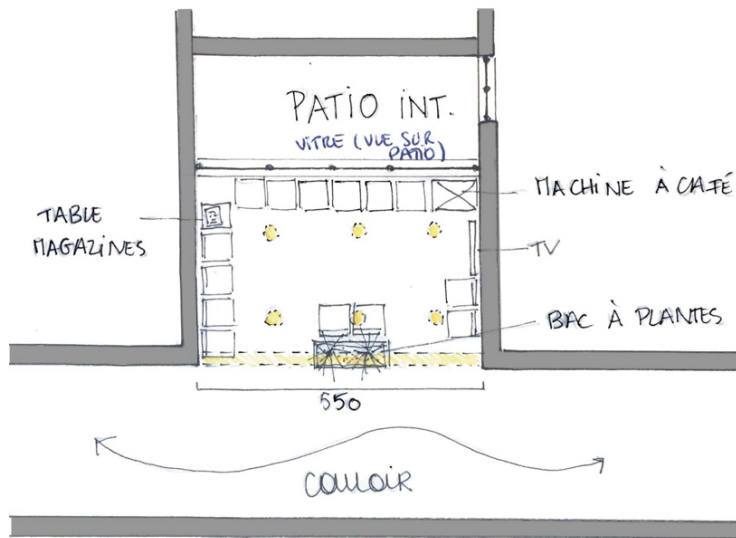 PATIO INT.
VITRE (VUE SUR
PATIO)
MACHINE À CAFÉ
TABLE
MAGAZINES
TV
BAC À PLANTES
550
COULOIR